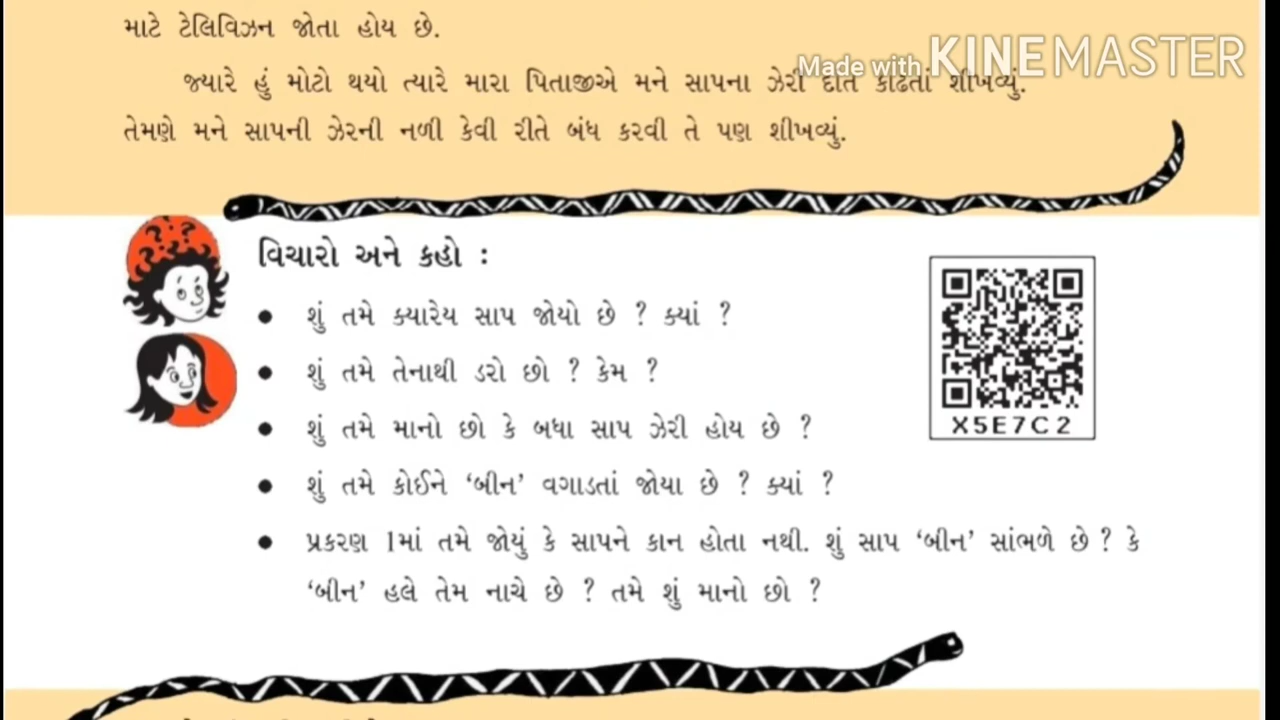 માટે ટેલિવિઝન જોતા હોય છે.
Made with KINEMASTER
જ્યારે હું મોટો થયો ત્યારે મારા પિતાજીએ મને સાપના ઝેરી દાંત કાઢતાં શીખવ્યું.
તેમણે મને સાપની ઝેરની નળી કેવી રીતે બંધ કરવી તે પણ શીખવ્યું.
વિચારો અને કહો :
● શું તમે ક્યારેય સાપ જોયો છે ? ક્યાં ?
● શું તમે તેનાથી ડરો છો ? કેમ ?
● શું તમે માનો છો કે બધા સાપ ઝેરી હોય છે ?
● શું તમે કોઈને ‘બીન’ વગાડતાં જોયા છે ? ક્યાં ?
● પ્રકરણ 1માં તમે જોયું કે સાપને કાન હોતા નથી. શું સાપ ‘બીન’ સાંભળે છે ? કે
‘બીન’ હલે તેમ નાચે છે ? તમે શું માનો છો ?
X5E7C2